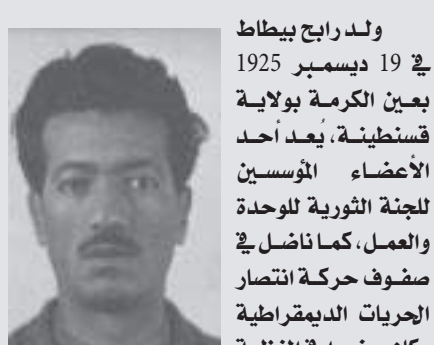 ولد رابح بيطاط
في 19 ديسمبر 1925
بعين الكرمة بولاية
قسنطينة، يُعد أحد
الأعضاء المؤسسين
للجنة الثورية للوحدة
والعمل، كما ناضل في
صفوف حركة انتصار
الحريات الديمقراطية